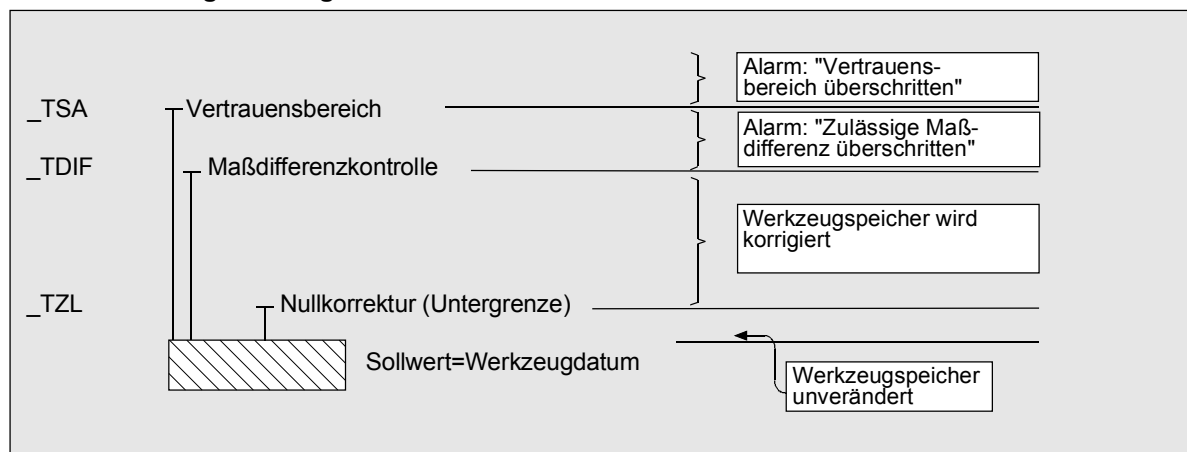 Alarm: "Vertrauens-
bereich überschritten"
_TSA
Vertrauensbereich
Alarm: "Zulässige Maß-
differenz überschritten"
_TDIF
Maßdifferenzkontrolle
Werkzeugspeicher wird
korrigiert
_TZL
Nullkorrektur (Untergrenze)
Sollwert=Werkzeugdatum
Werkzeugspeicher
unverändert